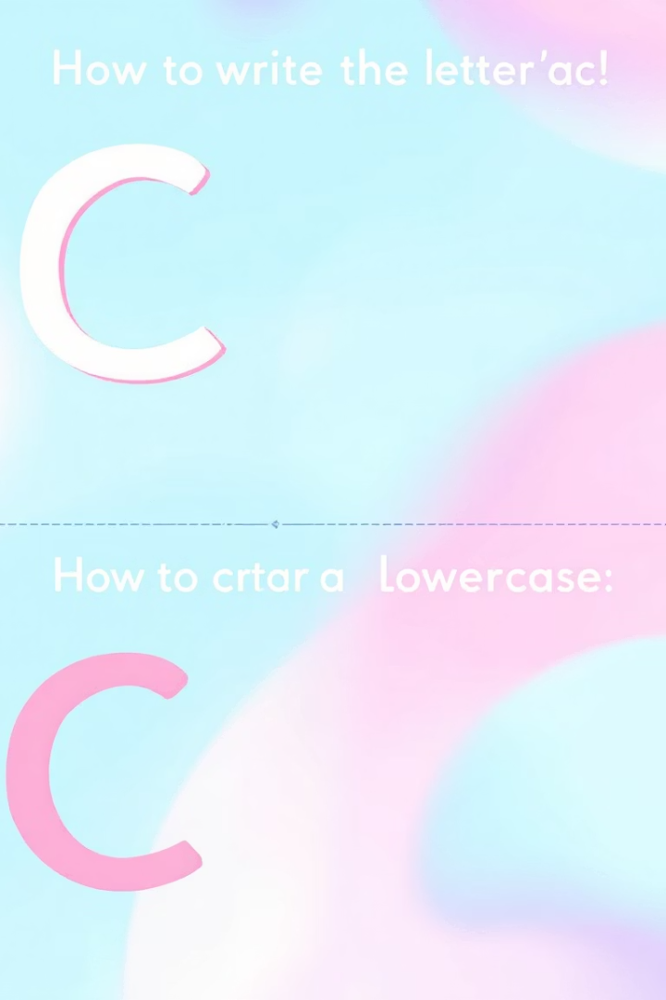 How to write the letter'ac!
C
How to crtar a Lowercase:
C